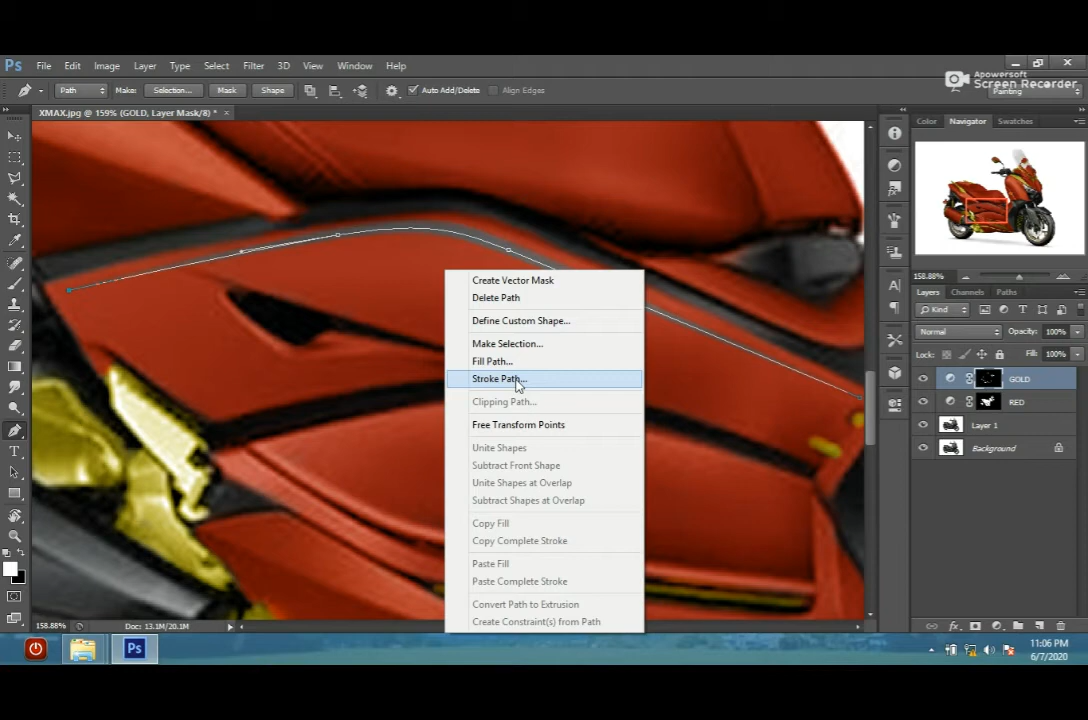 Ps File Edit Image Layer Type Select Filter 3D View Window Help
Apowersoft
Screen Recorder
Path Make: Selection... Mask Shape Auto Add/Delete Align Edges Painting
XMAX.jpg @ 159% (GOLD, Layer Mask/8) * ×
Color Navigator Swatches
158.88%
Layers Channels Paths
Kind
Normal Opacity: 100%
Lock: Fill: 100%
GOLD
RED
Layer 1
Background
Create Vector Mask
Delete Path
Define Custom Shape...
Make Selection...
Fill Path...
Stroke Path...
Clipping Path...
Free Transform Points
Unite Shapes
Subtract Front Shape
Unite Shapes at Overlap
Subtract Shapes at Overlap
Copy Fill
Copy Complete Stroke
Paste Fill
Paste Complete Stroke
Convert Path to Extrusion
Create Constraint(s) from Path
158.88% Doc: 13.1M/20.1M
Ps
11:06 PM
6/7/2020